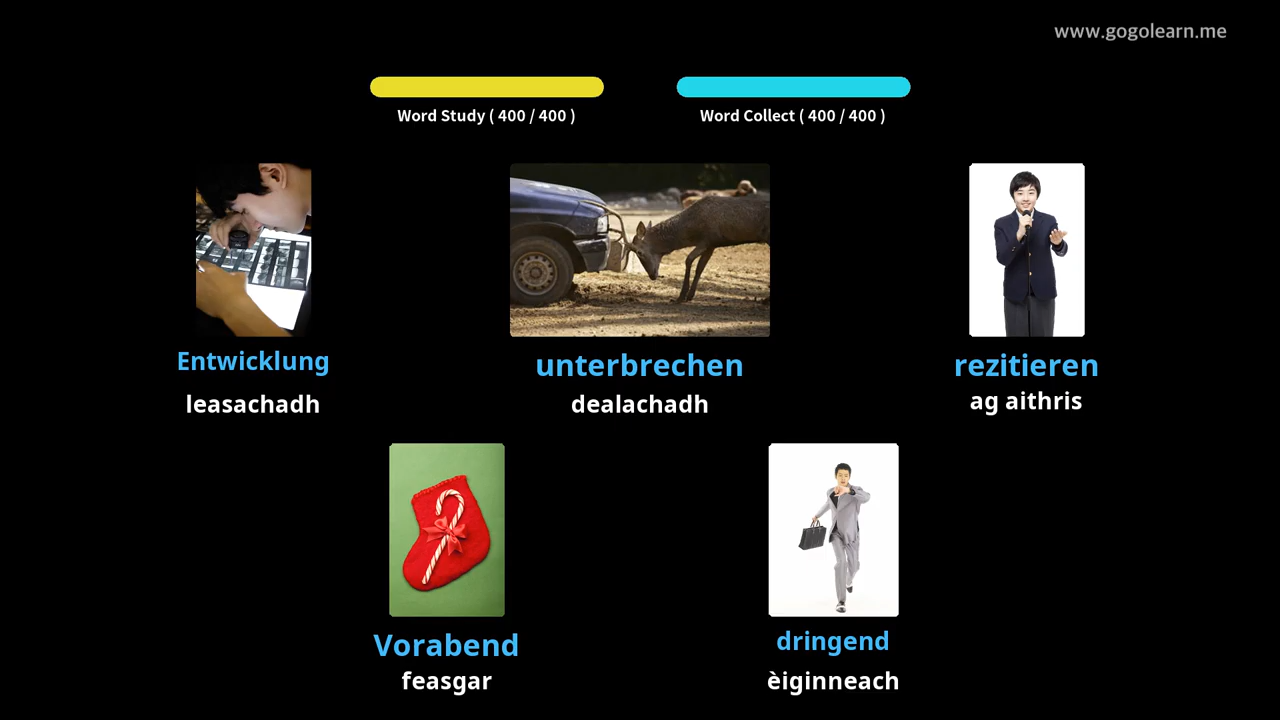 www.gogolearn.me
Word Study ( 400 / 400 )
Word Collect ( 400 / 400 )
Entwicklung
leasachadh
unterbrechen
dealachadh
rezitieren
ag aithris
Vorabend
feasgar
dringend
èiginneach